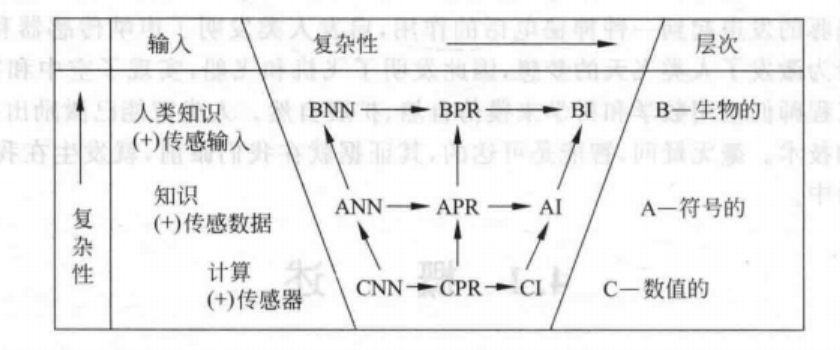 输入 复杂性 层次
人类知识 BNN BPR BI B—生物的
(+)传感输入
知识 ANN APR AI A—符号的
(+)传感数据
计算 CNN CPR CI C—数值的
(+)传感器
复杂性